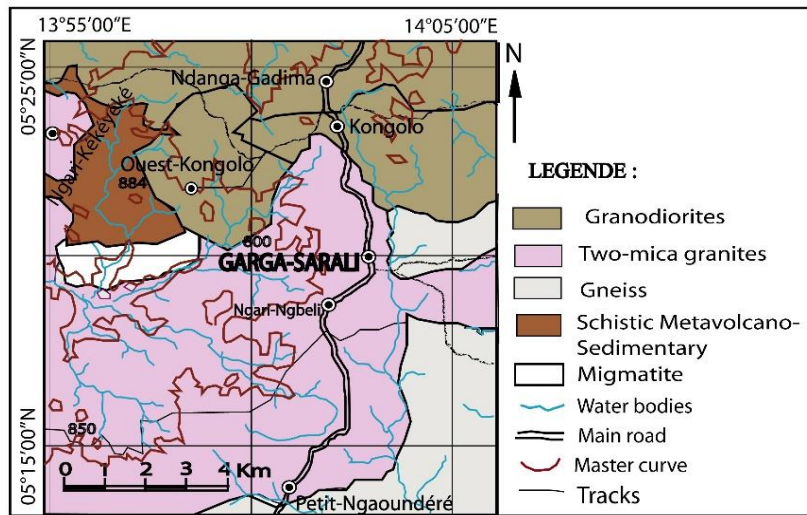 13°55'00"E
14°05'00"E
N
05°25'00"N
Ndanga-Gadima
Kongolo
Ngari-Kékéyéké
Ouest-Kongolo
884
600
GARGA-SARALI
Ngari-Ngbeli
850
05°15'00"N
0 1 2 3 4 Km
Petit-Ngaoundéré
LEGENDE :
Granodiorites
Two-mica granites
Gneiss
Schistic Metavolcano-
Sedimentary
Migmatite
Water bodies
Main road
Master curve
Tracks